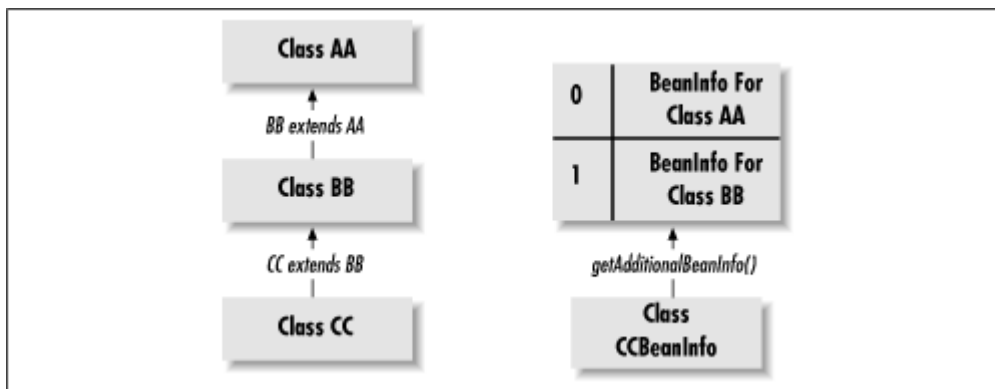 Class AA
BB extends AA
Class BB
CC extends BB
Class CC
0
BeanInfo For
Class AA
1
BeanInfo For
Class BB
getAdditionalBeanInfo()
Class
CCBeanInfo